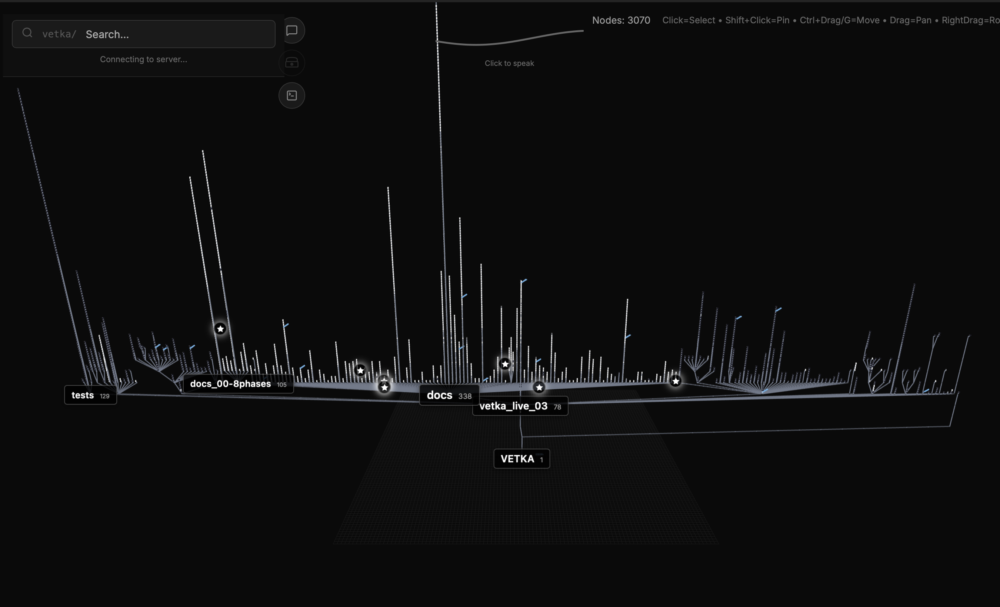 vetka/ Search...
Connecting to server...
Click to speak
Nodes: 3070 Click=Select • Shift+Click=Pin • Ctrl+Drag/G=Move • Drag=Pan • RightDrag=Ro
docs_00-8phases 105
tests 129
docs 338
vetka_live_03 78
VETKA 1